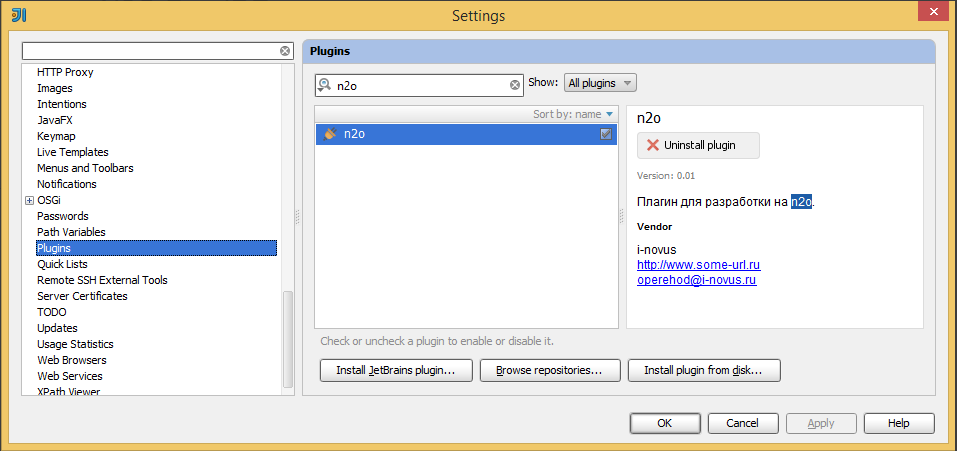 Settings
HTTP Proxy
Images
Intentions
JavaFX
Keymap
Live Templates
Menus and Toolbars
Notifications
OSGi
Passwords
Path Variables
Plugins
Quick Lists
Remote SSH External Tools
Server Certificates
TODO
Updates
Usage Statistics
Web Browsers
Web Services
XPath Viewer
Plugins
n2o
Show: All plugins
Sort by: name
n2o
n2o
Uninstall plugin
Version: 0.01
Плагин для разработки на n2o.
Vendor
i-novus
http://www.some-url.ru
operehod@i-novus.ru
Check or uncheck a plugin to enable or disable it.
Install JetBrains plugin...
Browse repositories...
Install plugin from disk...
OK
Cancel
Apply
Help